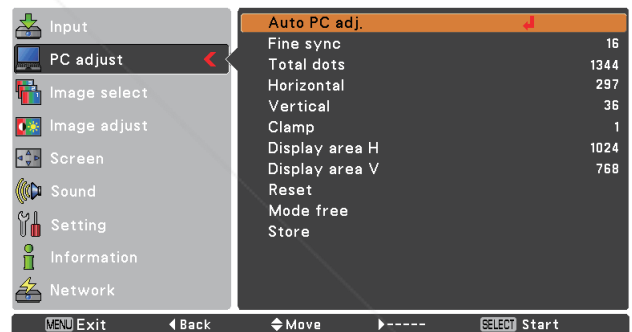 Input
PC adjust
Image select
Image adjust
Screen
Sound
Setting
Information
Network
Auto PC adj.
Fine sync 16
Total dots 1344
Horizontal 297
Vertical 36
Clamp 1
Display area H 1024
Display area V 768
Reset
Mode free
Store
MENU Exit Back Move ----- SELECT Start